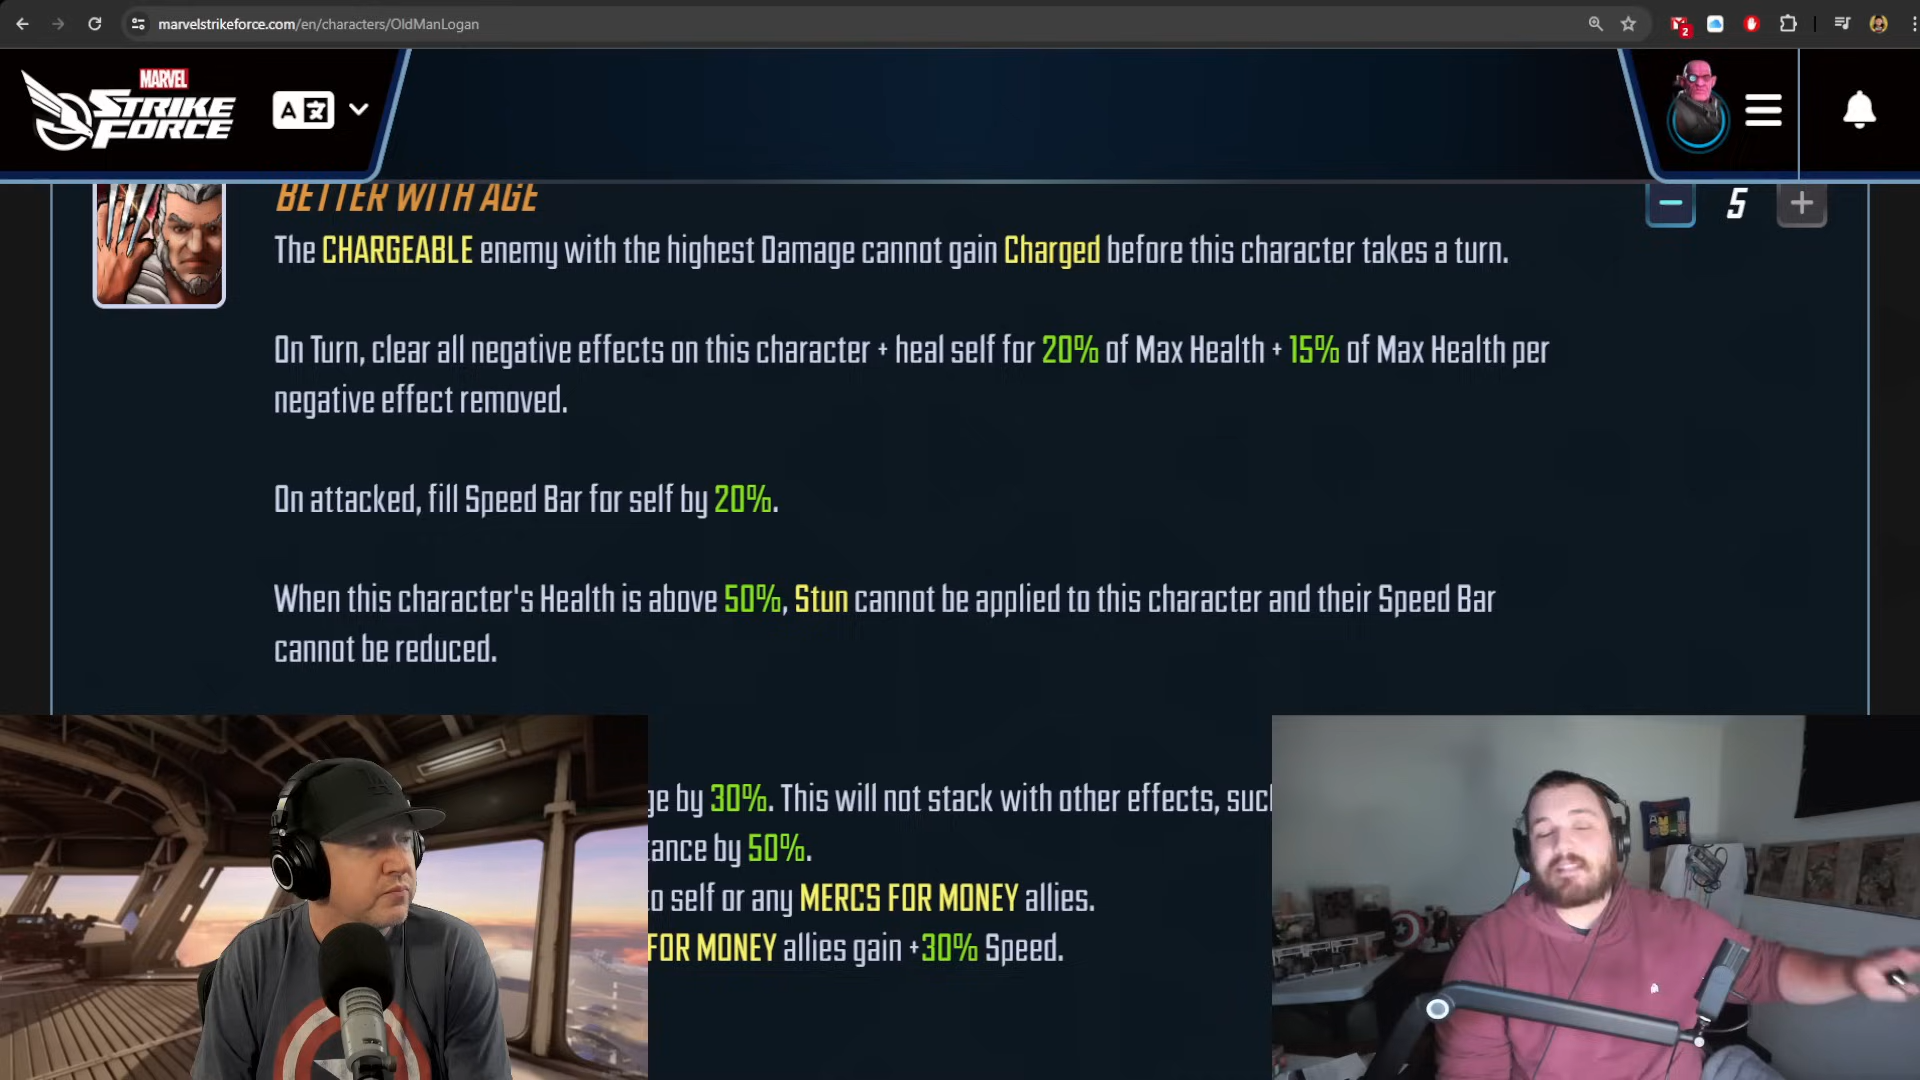 marvelstrikeforce.com/en/characters/OldManLogan
2
MARVEL
STRIKE
FORCE
A 文
BETTER WITH AGE
5
The CHARGEABLE enemy with the highest Damage cannot gain Charged before this character takes a turn.
On Turn, clear all negative effects on this character + heal self for 20% of Max Health + 15% of Max Health per
negative effect removed.
On attacked, fill Speed Bar for self by 20%.
When this character's Health is above 50%, Stun cannot be applied to this character and their Speed Bar
cannot be reduced.
by 30%. This will not stack with other effects,
by 50%.
self or any MERCS FOR MONEY allies.
FOR MONEY allies gain +30% Speed.